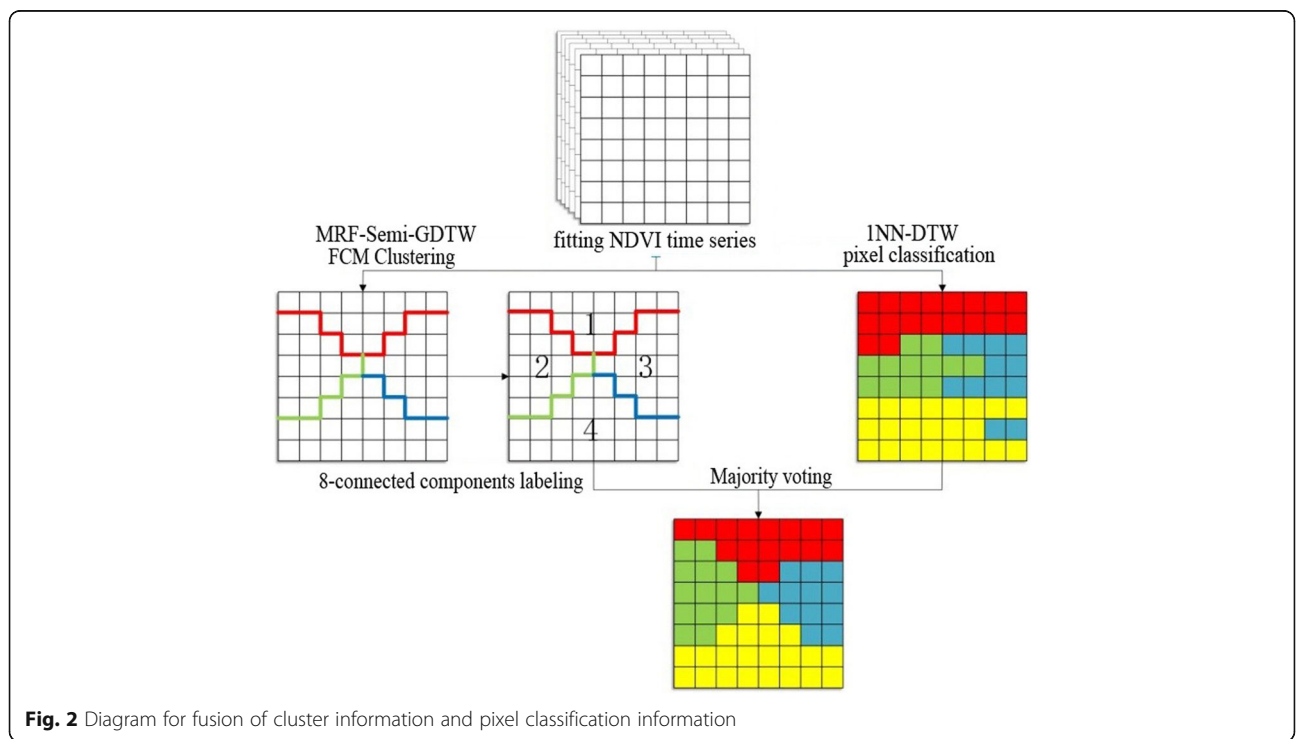 MRF-Semi-GDTW
FCM Clustering
fitting NDVI time series
1NN-DTW
pixel classification
1
2
3
4
8-connected components labeling
Majority voting
Fig. 2 Diagram for fusion of cluster information and pixel classification information